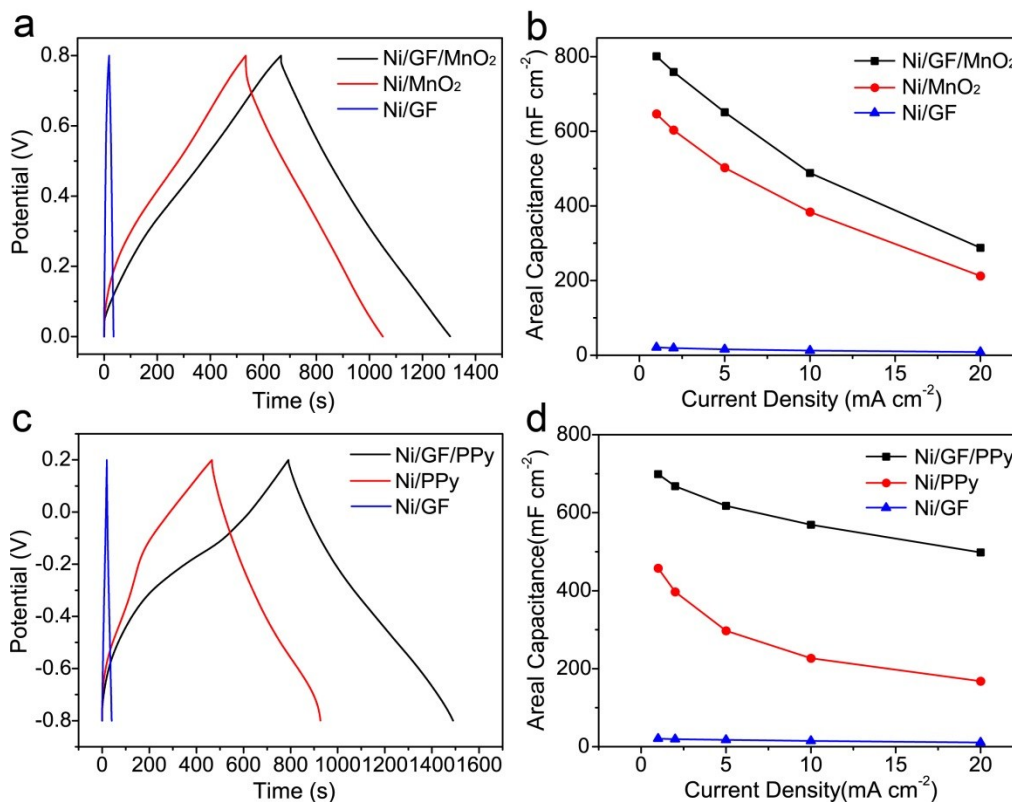 a
0.8
0.6
0.4
0.2
0.0
Potential (V)
0 200 400 600 800 1000 1200 1400
Time (s)
Ni/GF/MnO₂
Ni/MnO₂
Ni/GF
b
800
600
400
200
0
Areal Capacitance (mF cm⁻²)
0 5 10 15 20
Current Density (mA cm⁻²)
Ni/GF/MnO₂
Ni/MnO₂
Ni/GF
c
0.2
0.0
-0.2
-0.4
-0.6
-0.8
Potential (V)
0 200 400 600 800 1000 1200 1400 1600
Time (s)
Ni/GF/PPy
Ni/PPy
Ni/GF
d
800
600
400
200
0
Areal Capacitance(mF cm⁻²)
0 5 10 15 20
Current Density(mA cm⁻²)
Ni/GF/PPy
Ni/PPy
Ni/GF